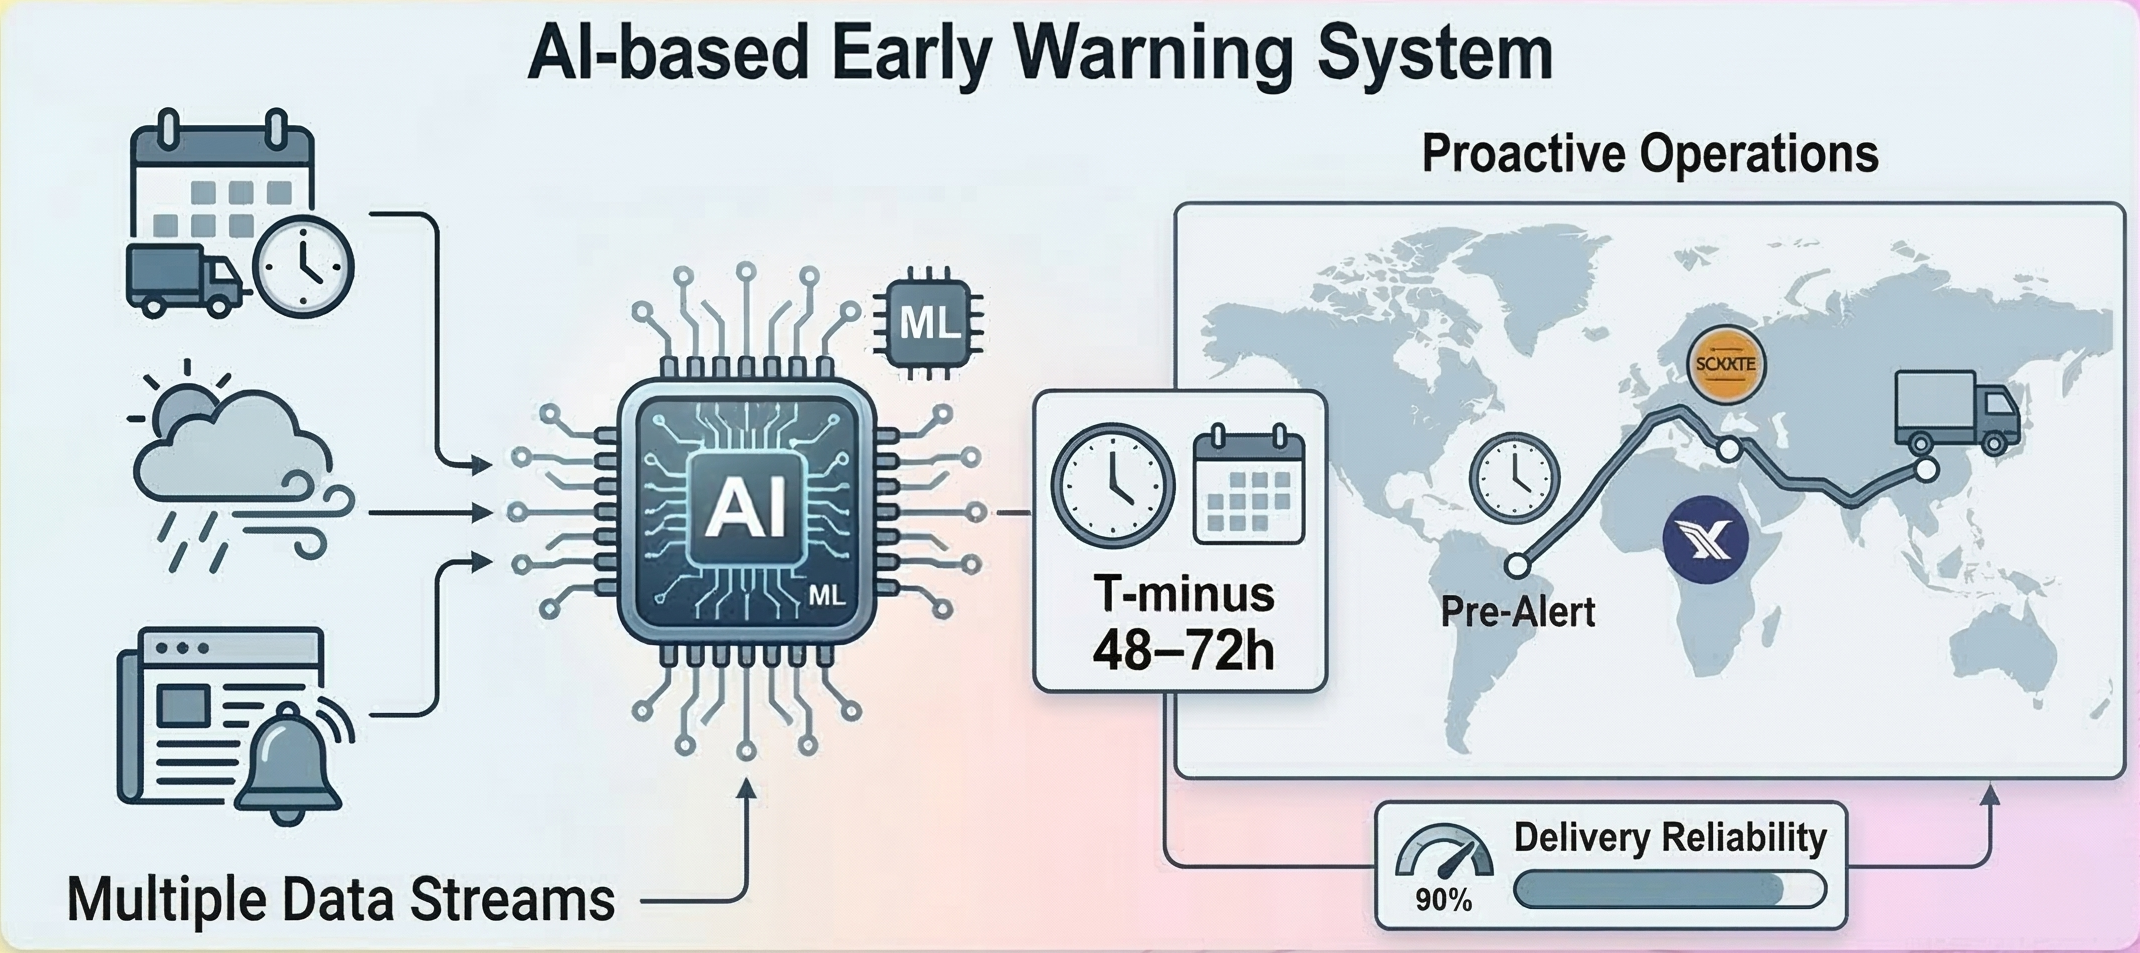 AI-based Early Warning System
Proactive Operations
ML
SCXXTE
AI
ML
T-minus
48–72h
Pre-Alert
Delivery Reliability
90%
Multiple Data Streams